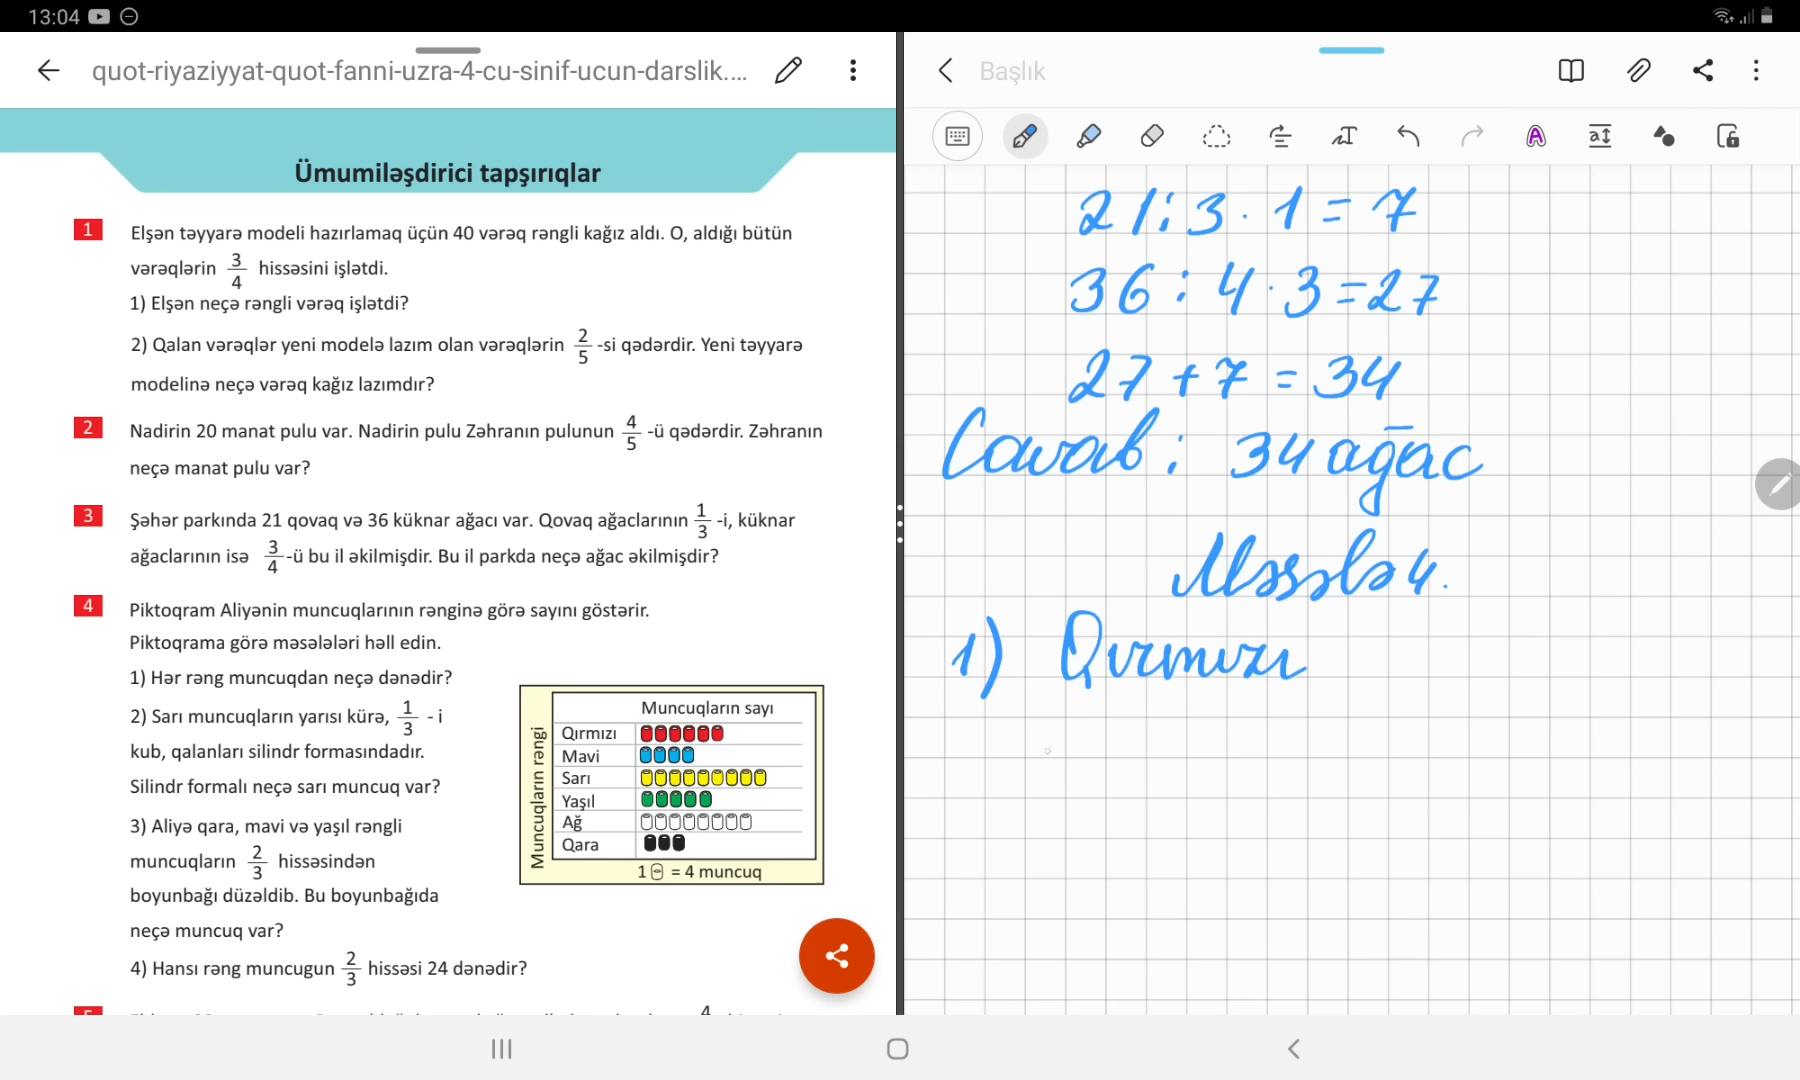 13:04
quot-riyaziyyat-quot-fanni-uzra-4-cu-sinif-ucun-darslik....
Ümumiləşdirici tapşırıqlar
1 Elşən təyyarə modeli hazırlamaq üçün 40 vərəq rəngli kağız aldı. O, aldığı bütün
vərəqlərin 3/4 hissəsini işlətdi.
1) Elşən neçə rəngli vərəq işlətdi?
2) Qalan vərəqlər yeni modelə lazım olan vərəqlərin 2/5 -si qədərdir. Yeni təyyarə
modelinə neçə vərəq kağız lazımdır?
2 Nadirin 20 manat pulu var. Nadirin pulu Zəhranın pulunun 4/5 -ü qədərdir. Zəhranın
neçə manat pulu var?
3 Şəhər parkında 21 qovaq və 36 küknar ağacı var. Qovaq ağaclarının 1/3 -i, küknar
ağaclarının isə 3/4 -ü bu il əkilmişdir. Bu il parkda neçə ağac əkilmişdir?
4 Piktoqram Aliyənin muncuqlarının rənginə görə sayını göstərir.
Piktoqrama görə məsələləri həll edin.
1) Hər rəng muncuqdan neçə dənədir?
2) Sarı muncuqların yarısı kürə, 1/3 - i
kub, qalanları silindr formasındadır.
Silindr formalı neçə sarı muncuq var?
3) Aliyə qara, mavi və yaşıl rəngli
muncuqların 2/3 hissəsindən
boyunbağı düzəldib. Bu boyunbağıda
neçə muncuq var?
4) Hansı rəng muncugun 2/3 hissəsi 24 dənədir?
Muncuqların rəngi
Muncuqların sayı
Qırmızı
Mavi
Sarı
Yaşıl
Ağ
Qara
1 = 4 muncuq
Başlık
21:3·1=7
36:4·3=27
27+7=34
Cavab: 34 ağac
Məsələ 4.
1) Qırmızı